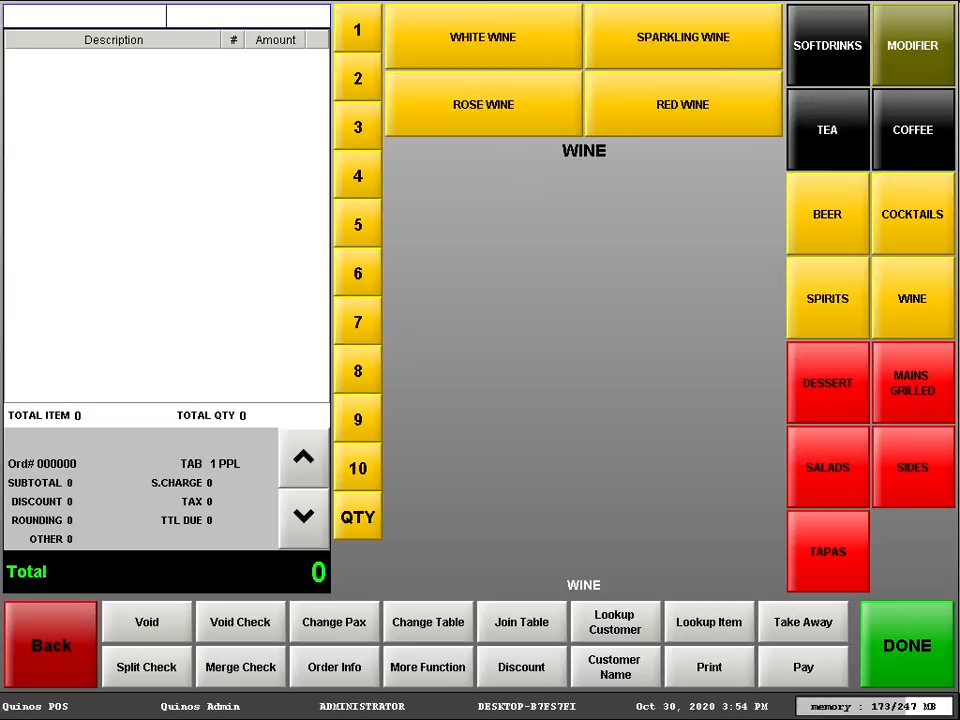 Description # Amount
TOTAL ITEM 0 TOTAL QTY 0
Ord# 000000 TAB 1 PPL
SUBTOTAL 0 S.CHARGE 0
DISCOUNT 0 TAX 0
ROUNDING 0 TTL DUE 0
OTHER 0
Total 0
1
2
3
4
5
6
7
8
9
10
QTY
WHITE WINE SPARKLING WINE
ROSE WINE RED WINE
WINE
WINE
SOFTDRINKS MODIFIER
TEA COFFEE
BEER COCKTAILS
SPIRITS WINE
DESSERT MAINS
GRILLED
SALADS SIDES
TAPAS
Back
Void Void Check Change Pax Change Table Join Table Lookup
Customer Lookup Item Take Away
Split Check Merge Check Order Info More Function Discount Customer
Name Print Pay
DONE
Quinos POS Quinos Admin ADMINISTRATOR DESKTOP-B7FS7EI Oct 30, 2020 3:54 PM memory : 173/247 MB